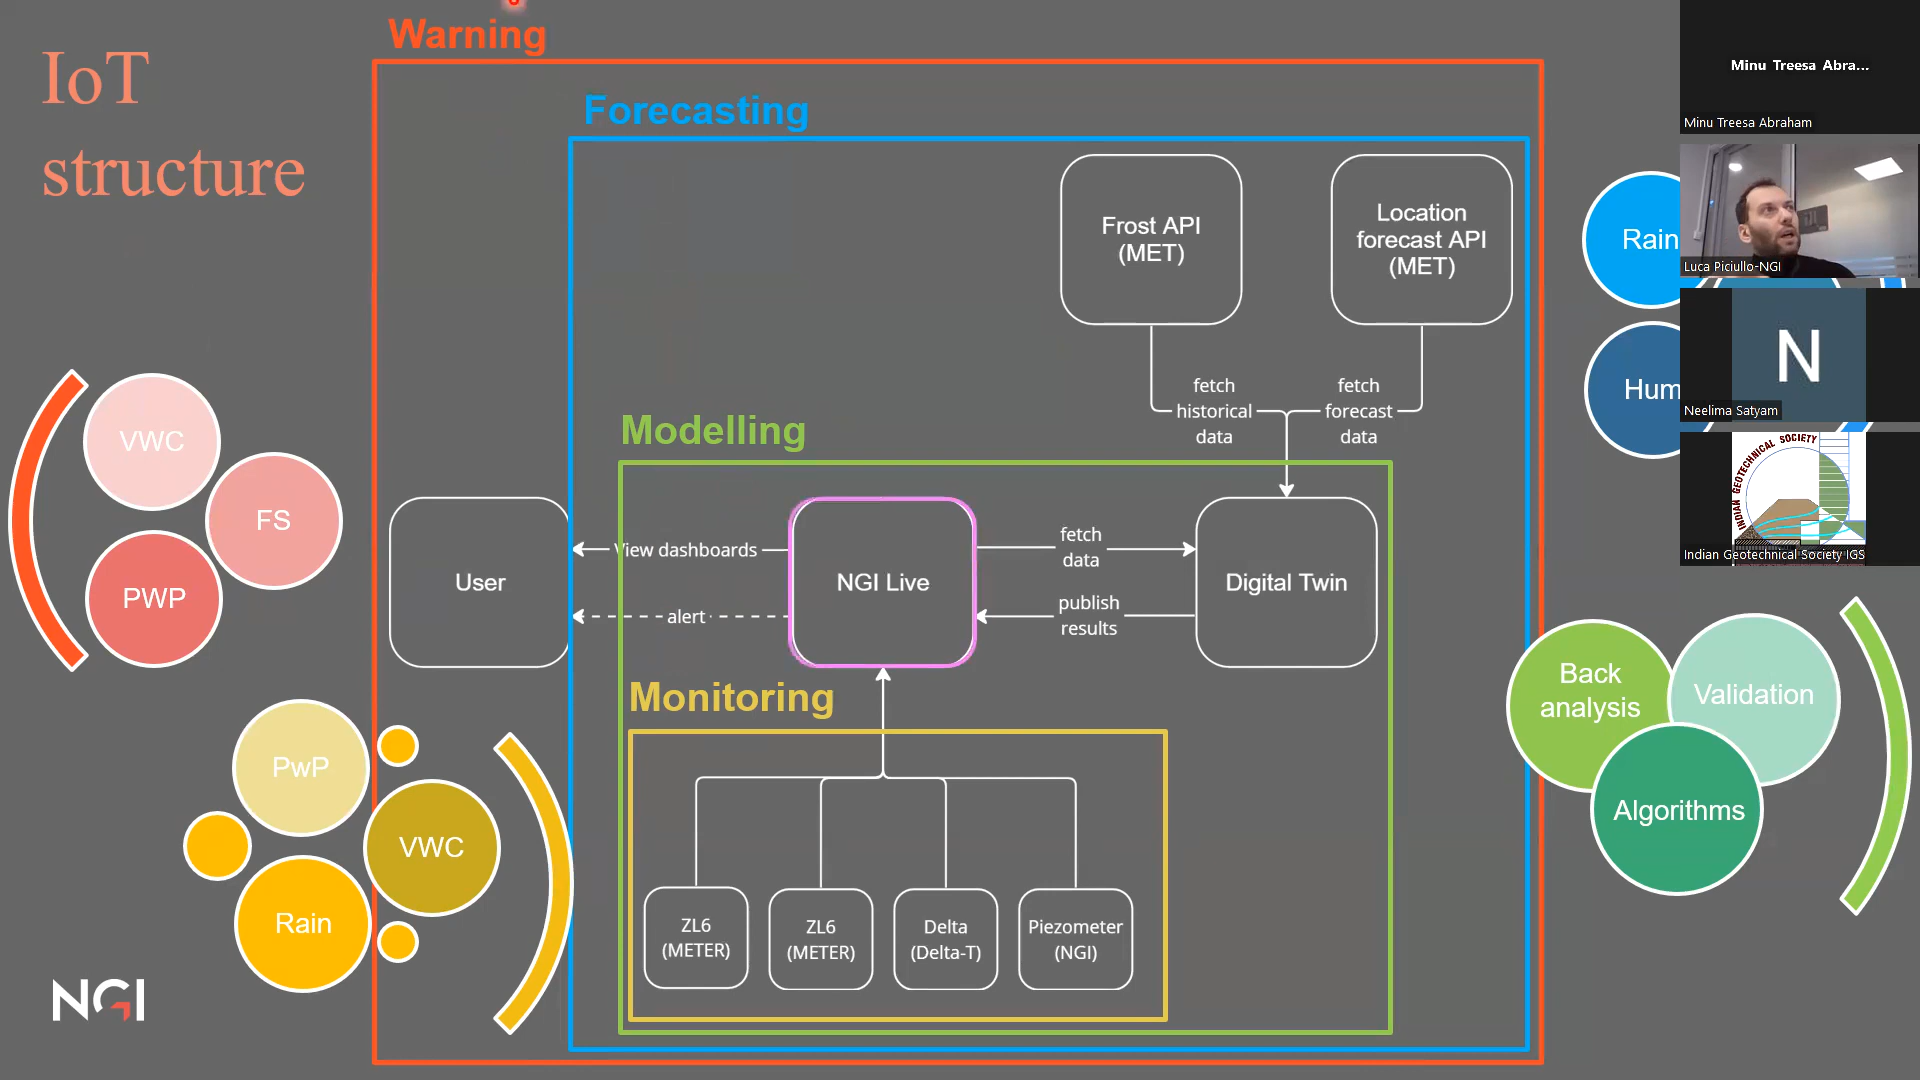 IoT
structure
Warning
Forecasting
Frost API
(MET)
Location
forecast API
(MET)
fetch
historical
data
fetch
forecast
data
Modelling
User
View dashboards
alert
NGI Live
fetch
data
publish
results
Digital Twin
Monitoring
ZL6
(METER)
ZL6
(METER)
Delta
(Delta-T)
Piezometer
(NGI)
VWC
FS
PWP
PwP
VWC
Rain
NGI
Rain
Hum
Back
analysis
Validation
Algorithms
Minu Treesa Abra...
Minu Treesa Abraham
Luca Piciullo-NGI
N
Neelima Satyam
INDIAN GEOTECHNICAL SOCIETY
Indian Geotechnical Society IGS